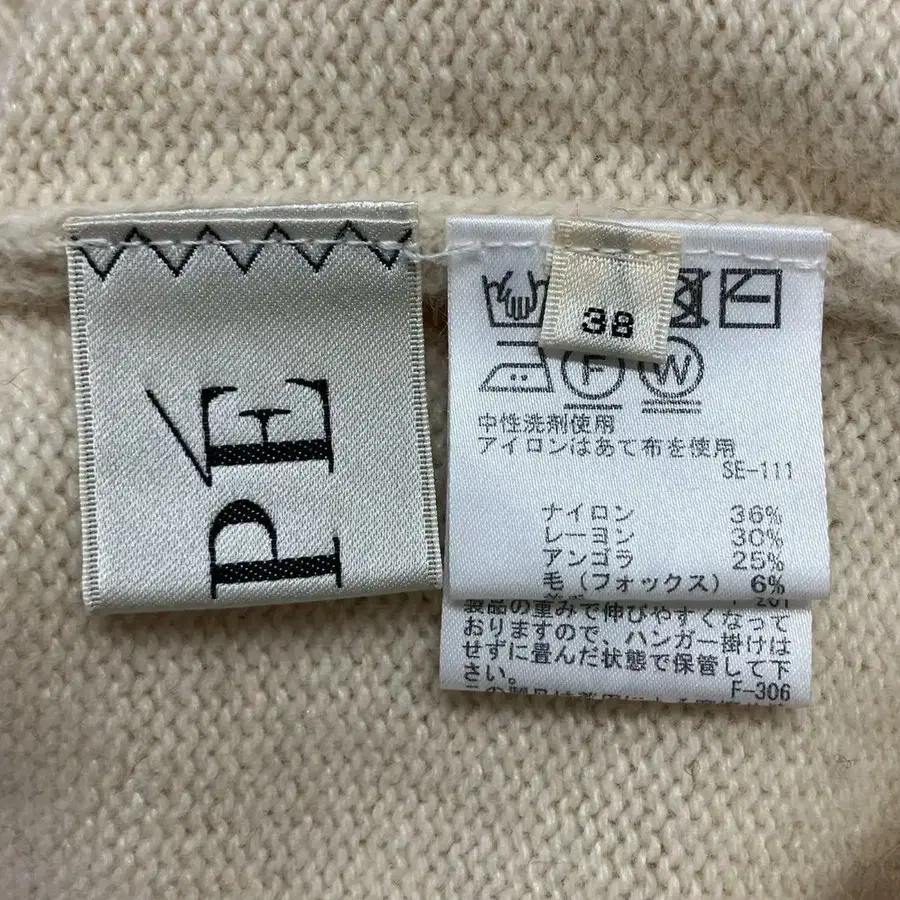 PÉ
38
F
W
中性洗剤使用
アイロンはあて布を使用
SE-111
ナイロン 36%
レーヨン 30%
アンゴラ 25%
毛(フォックス) 6%
製品の重みで伸びやすくなって
おりますので、ハンガー掛けは
せずに畳んだ状態で保管して下
さい。
F-306